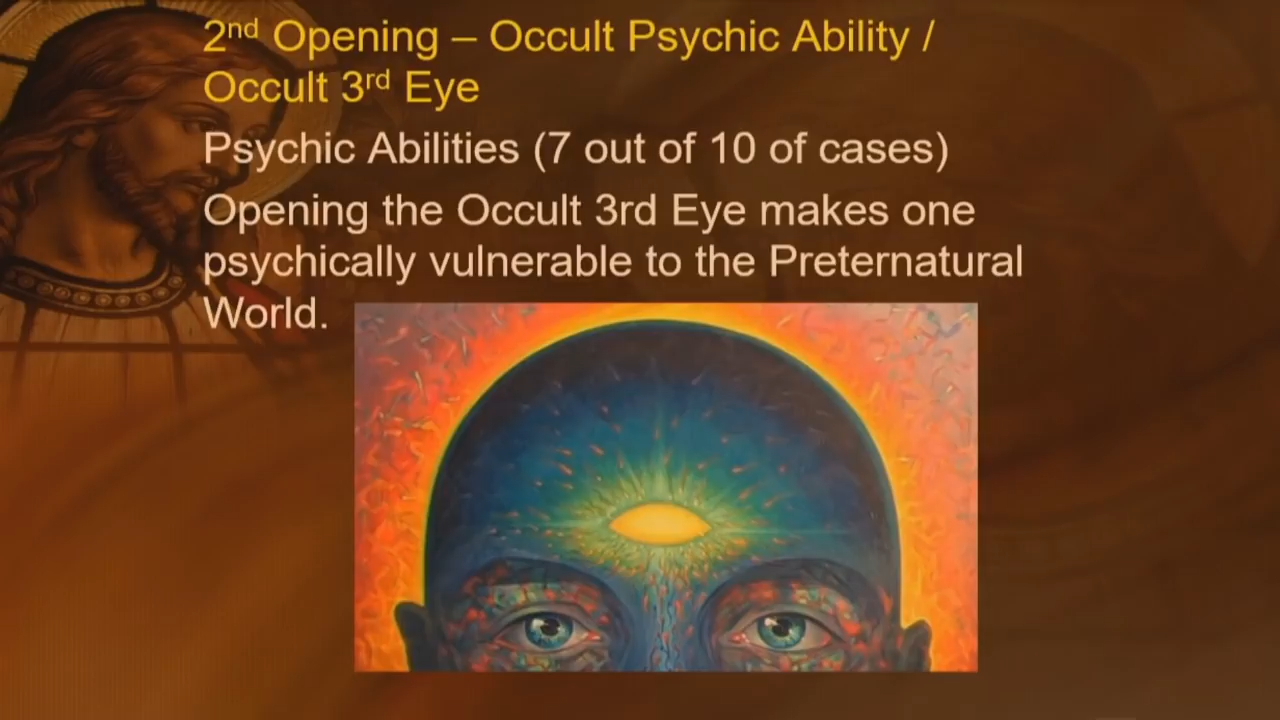 2nd Opening – Occult Psychic Ability /
Occult 3rd Eye
Psychic Abilities (7 out of 10 of cases)
Opening the Occult 3rd Eye makes one
psychically vulnerable to the Preternatural
World.